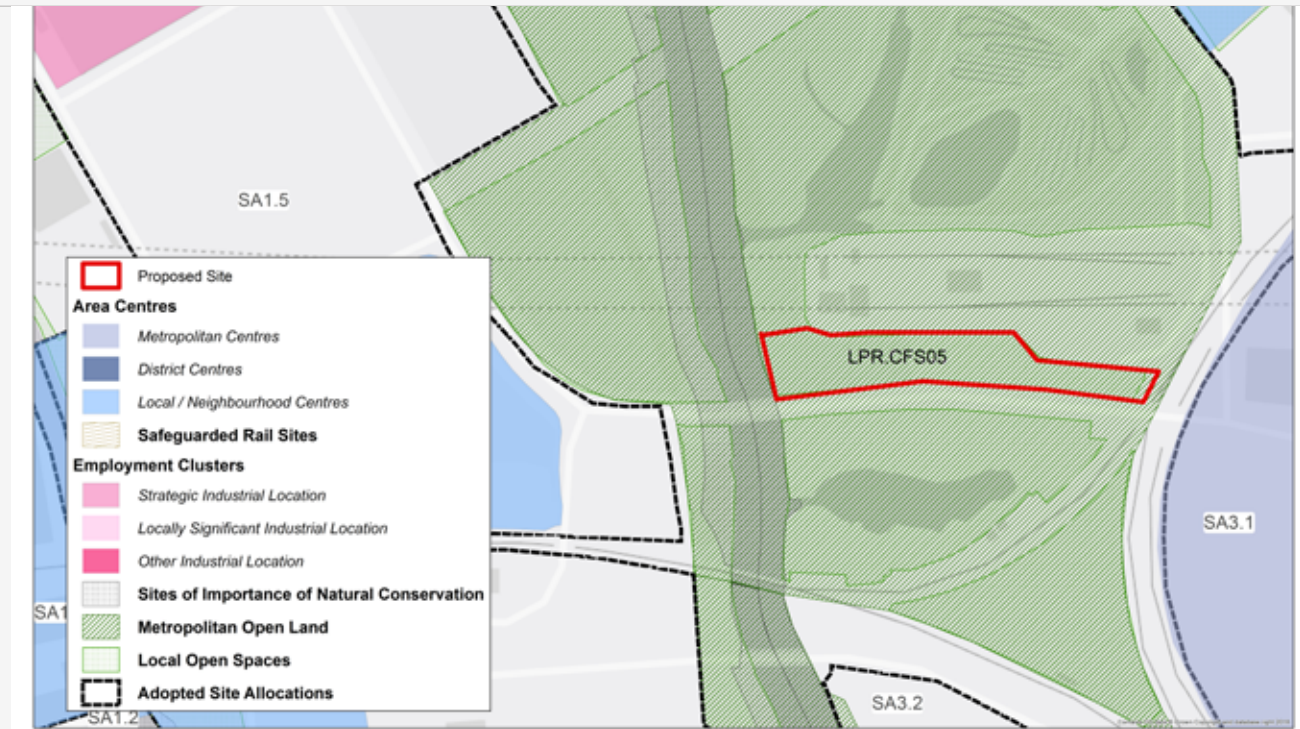 SA1.5
Proposed Site
Area Centres
Metropolitan Centres
District Centres
Local / Neighbourhood Centres
Safeguarded Rail Sites
Employment Clusters
Strategic Industrial Location
Locally Significant Industrial Location
Other Industrial Location
Sites of Importance of Natural Conservation
Metropolitan Open Land
Local Open Spaces
Adopted Site Allocations
LPR.CFS05
SA3.1
SA1
SA1.2
SA3.2